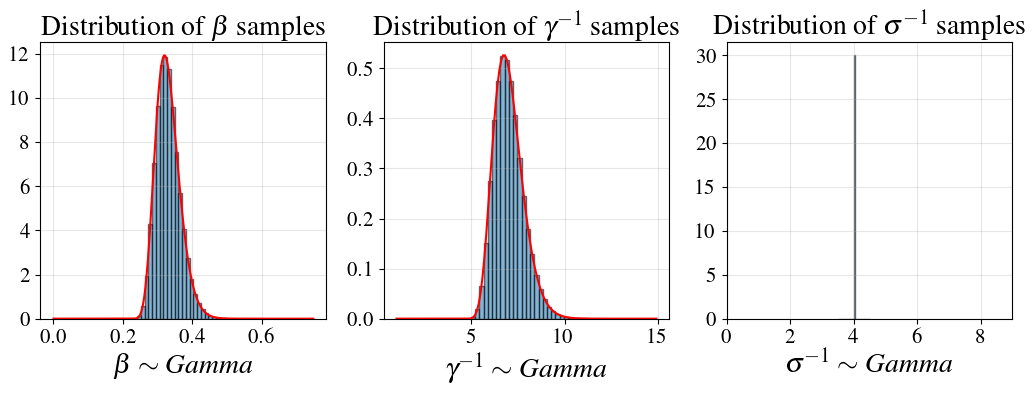 Distribution of β samples
12
10
8
6
4
2
0
0.0 0.2 0.4 0.6
β ~ Gamma
Distribution of γ⁻¹ samples
0.5
0.4
0.3
0.2
0.1
0.0
5 10 15
γ⁻¹ ~ Gamma
Distribution of σ⁻¹ samples
30
25
20
15
10
5
0
0 2 4 6 8
σ⁻¹ ~ Gamma